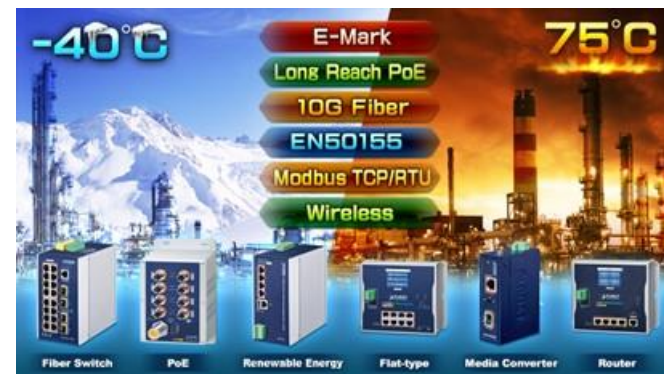 -40°C
75°C
E-Mark
Long Reach PoE
10G Fiber
EN50155
Modbus TCP/RTU
Wireless
Fiber Switch
PoE
Renewable Energy
Flat-type
Media Converter
Router